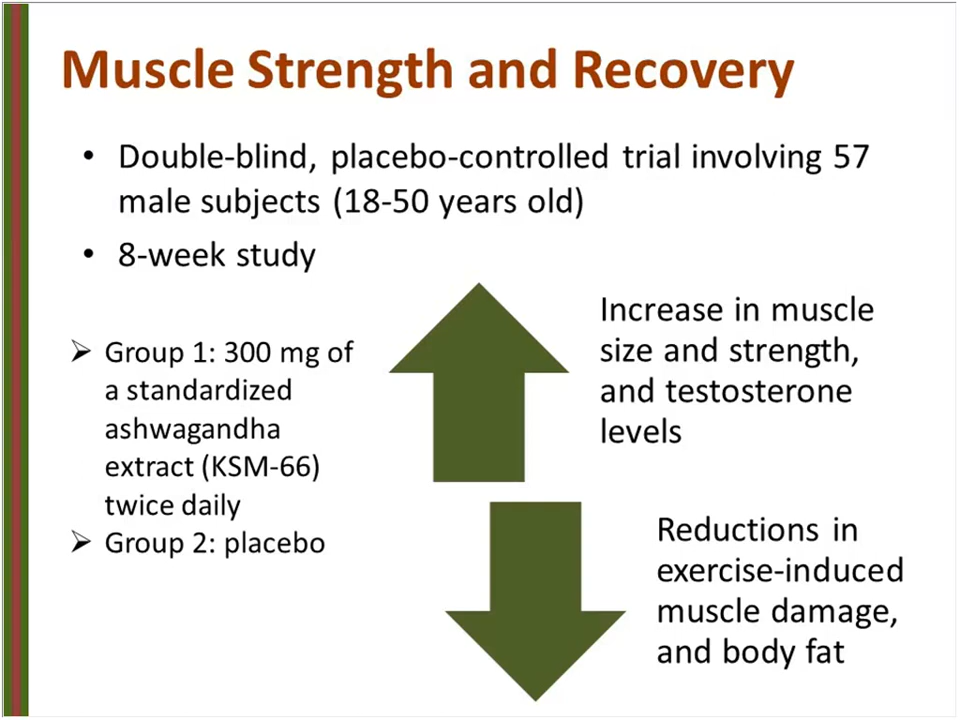 Muscle Strength and Recovery
• Double-blind, placebo-controlled trial involving 57
male subjects (18-50 years old)
• 8-week study
➢ Group 1: 300 mg of
a standardized
ashwagandha
extract (KSM-66)
twice daily
➢ Group 2: placebo
Increase in muscle
size and strength,
and testosterone
levels
Reductions in
exercise-induced
muscle damage,
and body fat